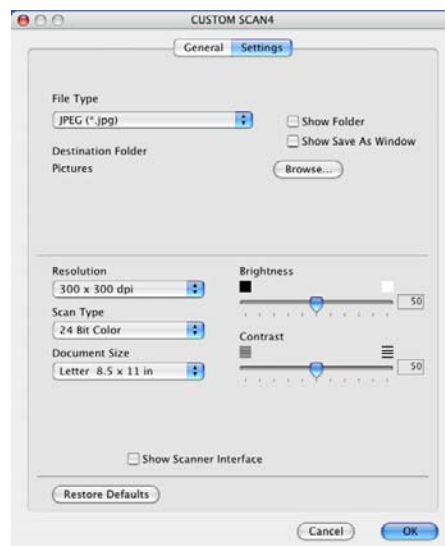 CUSTOM SCAN4
General Settings
File Type
JPEG (*.jpg)
Show Folder
Show Save As Window
Destination Folder
Pictures
Browse...
Resolution
300 x 300 dpi
Scan Type
24 Bit Color
Document Size
Letter 8.5 x 11 in
Brightness
50
Contrast
50
Show Scanner Interface
Restore Defaults
Cancel OK